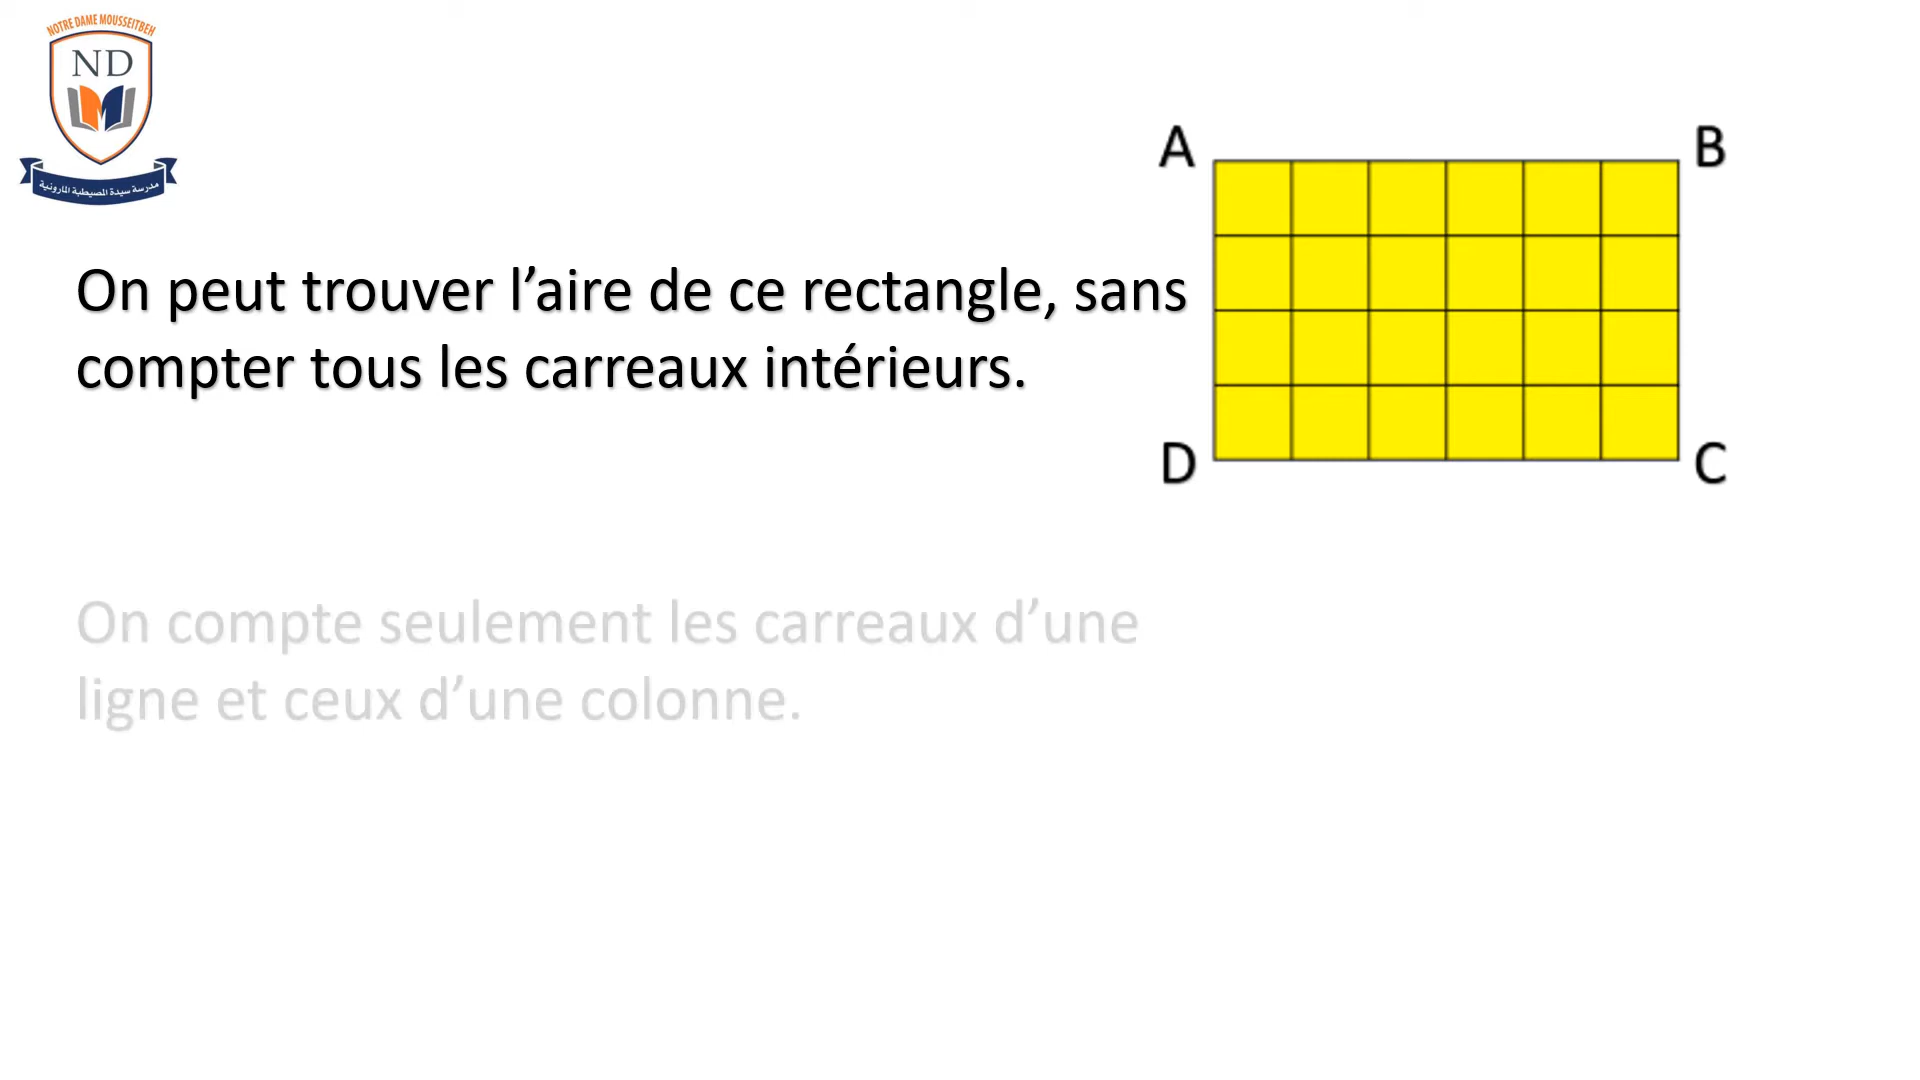 NOTRE DAME MOUSSEITBEH
ND
مدرسة سيدة المصيطبة المارونية
A
B
On peut trouver l’aire de ce rectangle, sans
compter tous les carreaux intérieurs.
D
C
On compte seulement les carreaux d’une
ligne et ceux d’une colonne.